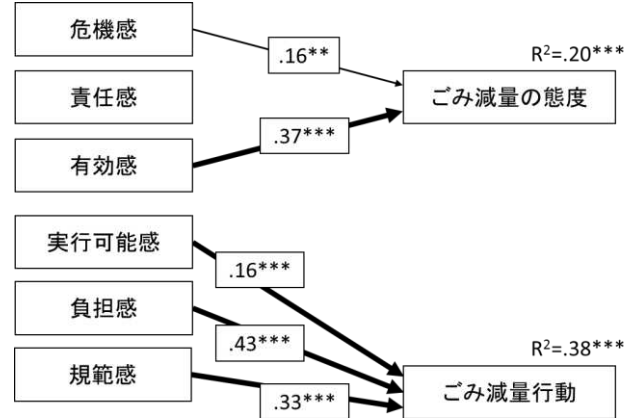 危機感
.16**
R²=.20***
責任感
ごみ減量の態度
.37***
有効感
実行可能感
.16***
負担感
.43***
R²=.38***
規範感
ごみ減量行動
.33***